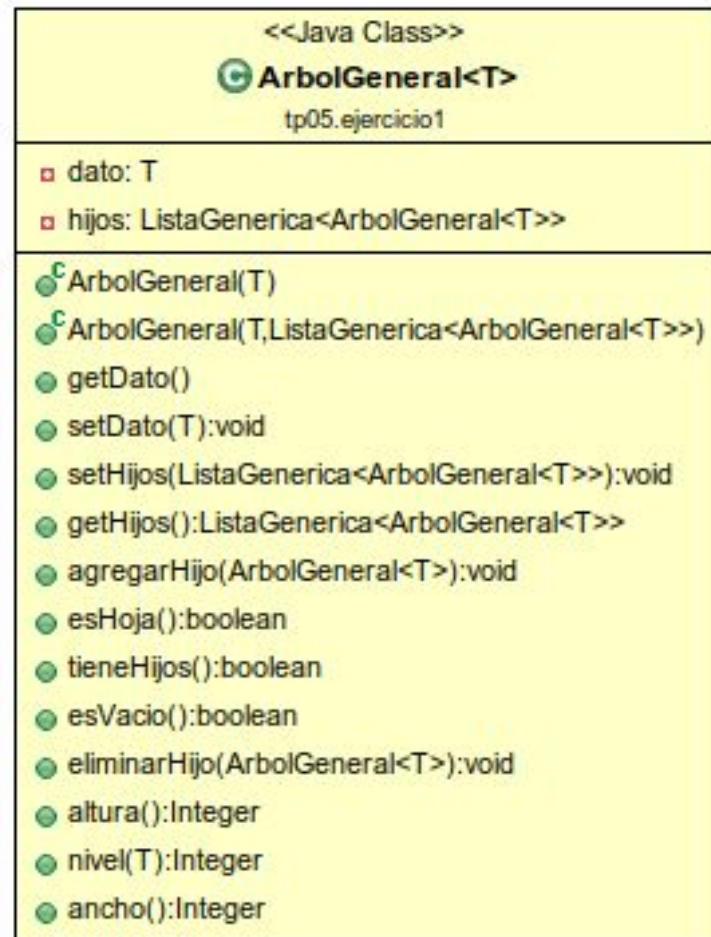 <<Java Class>>
C ArbolGeneral<T>
tp05.ejercicio1
dato: T
hijos: ListaGenerica<ArbolGeneral<T>>
C ArbolGeneral(T)
C ArbolGeneral(T,ListaGenerica<ArbolGeneral<T>>)
getDato()
setDato(T):void
setHijos(ListaGenerica<ArbolGeneral<T>>):void
getHijos():ListaGenerica<ArbolGeneral<T>>
agregarHijo(ArbolGeneral<T>):void
esHoja():boolean
tieneHijos():boolean
esVacio():boolean
eliminarHijo(ArbolGeneral<T>):void
altura():Integer
nivel(T):Integer
ancho():Integer